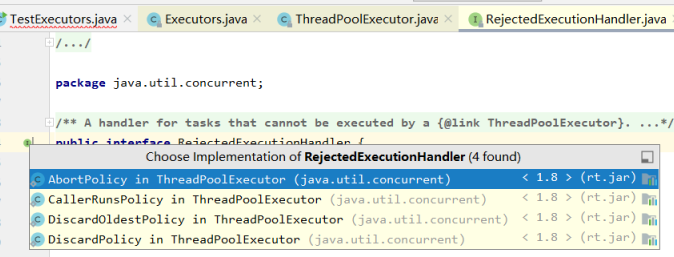 TestExecutors.java × Executors.java × ThreadPoolExecutor.java × RejectedExecutionHandler.java
/.../
package java.util.concurrent;
/** A handler for tasks that cannot be executed by a {@link ThreadPoolExecutor}. ...*/
public interface RejectedExecutionHandler {
Choose Implementation of RejectedExecutionHandler (4 found)
AbortPolicy in ThreadPoolExecutor (java.util.concurrent) < 1.8 > (rt.jar)
CallerRunsPolicy in ThreadPoolExecutor (java.util.concurrent) < 1.8 > (rt.jar)
DiscardOldestPolicy in ThreadPoolExecutor (java.util.concurrent) < 1.8 > (rt.jar)
DiscardPolicy in ThreadPoolExecutor (java.util.concurrent) < 1.8 > (rt.jar)